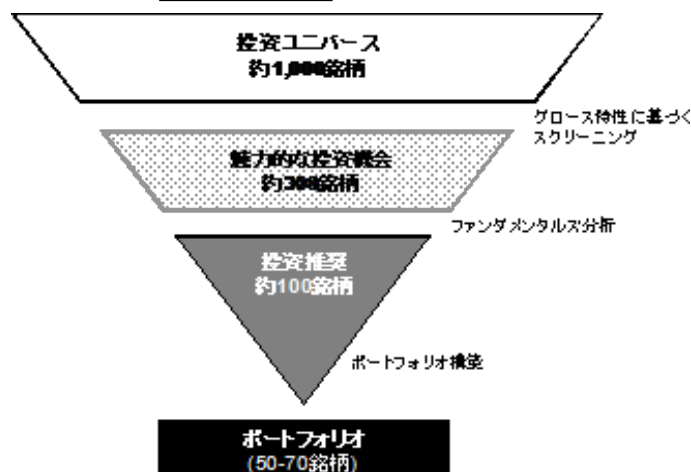 投資ユニバース
約1,000銘柄
グロース特性に基づく
スクリーニング
魅力的な投資機会
約300銘柄
ファンダメンタルズ分析
投資推奨
約100銘柄
ポートフォリオ構築
ポートフォリオ
(50-70銘柄)